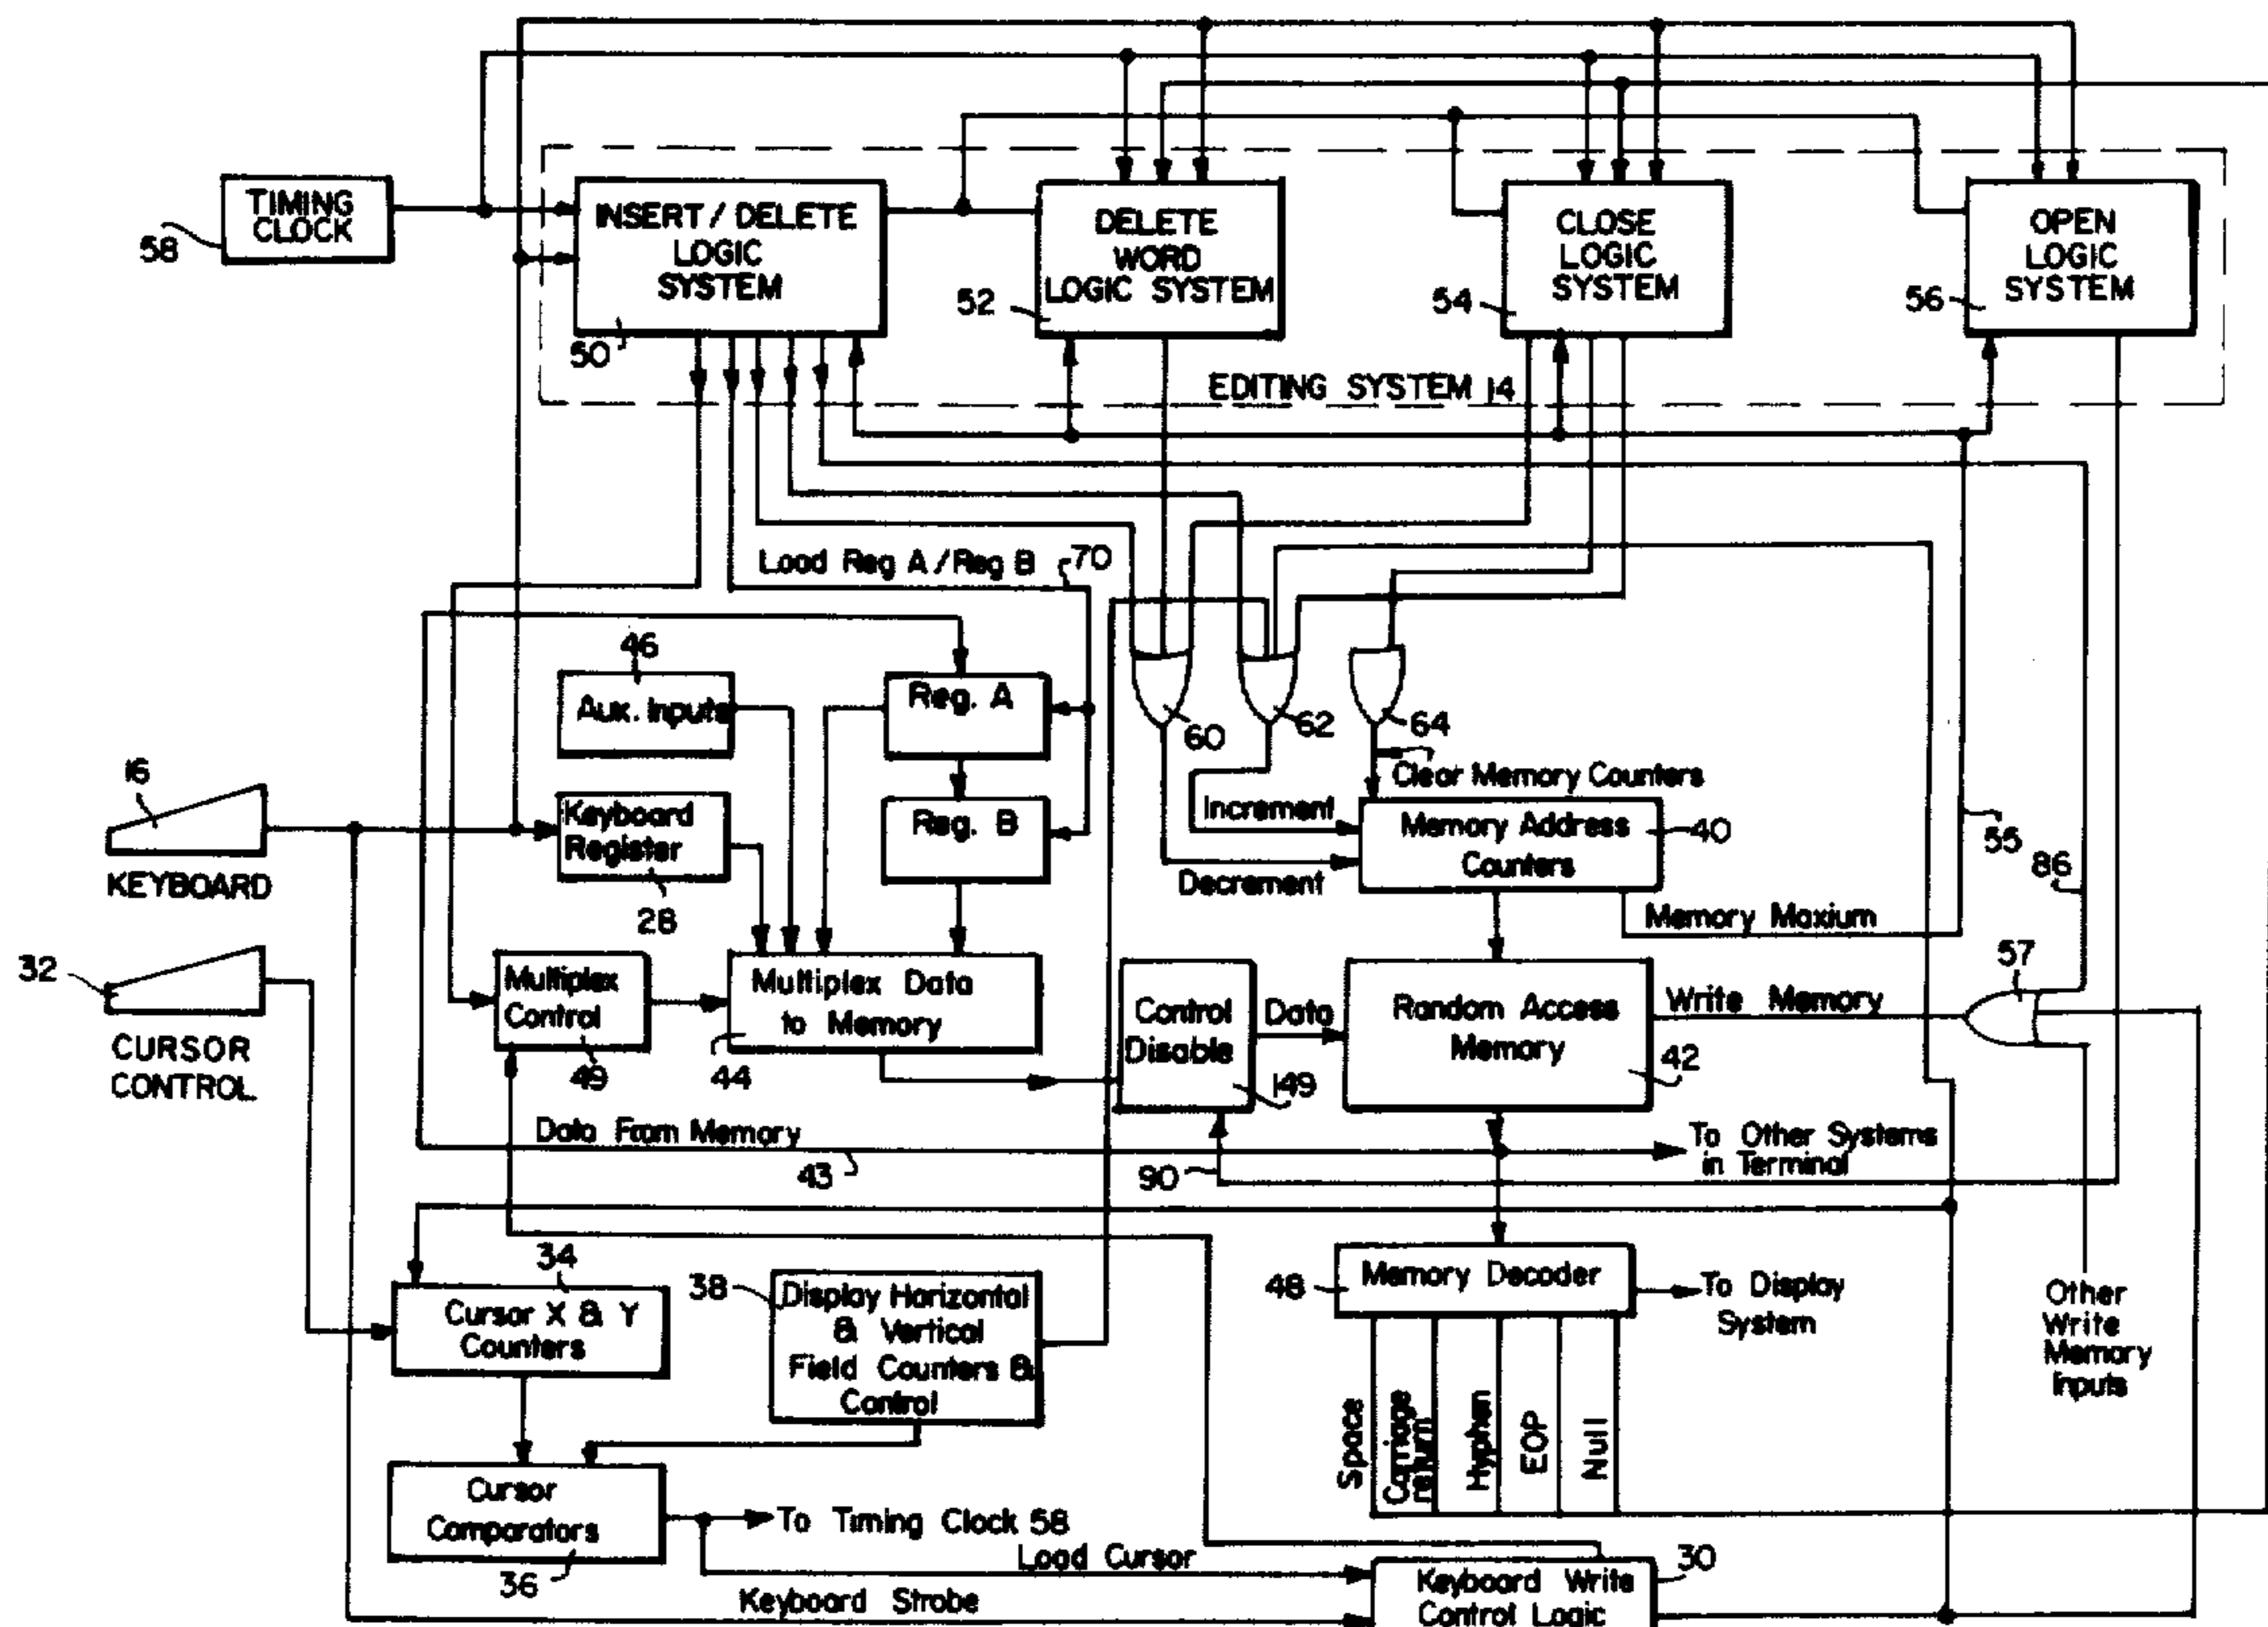 TIMING
CLOCK
58
INSERT / DELETE
LOGIC
SYSTEM
50
DELETE
WORD
LOGIC SYSTEM
52
CLOSE
LOGIC
SYSTEM
54
OPEN
LOGIC
SYSTEM
56
EDITING SYSTEM 14
Load Reg A / Reg B
70
46
Aux. Inputs
Reg. A
60
62
64
Clear Memory Counters
16
KEYBOARD
Keyboard
Register
28
Reg. B
Increment
Decrement
Memory Address
Counters
40
55
86
Memory Maxium
32
CURSOR
CONTROL
Multiplex
Control
49
Multiplex Data
to Memory
44
Control
Disable
149
Data
Random Access
Memory
42
Write Memory
57
Data From Memory
43
90
To Other Systems
in Terminal
34
Cursor X & Y
Counters
38
Display Horizontal
& Vertical
Field Counters &
Control
48
Memory Decoder
To Display
System
Other
Write
Memory
Inputs
Space
Carriage
return
Hyphen
EOP
Null
Cursor
Comparators
36
To Timing Clock 58
Load Cursor
Keyboard Strobe
30
Keyboard Write
Control Logic